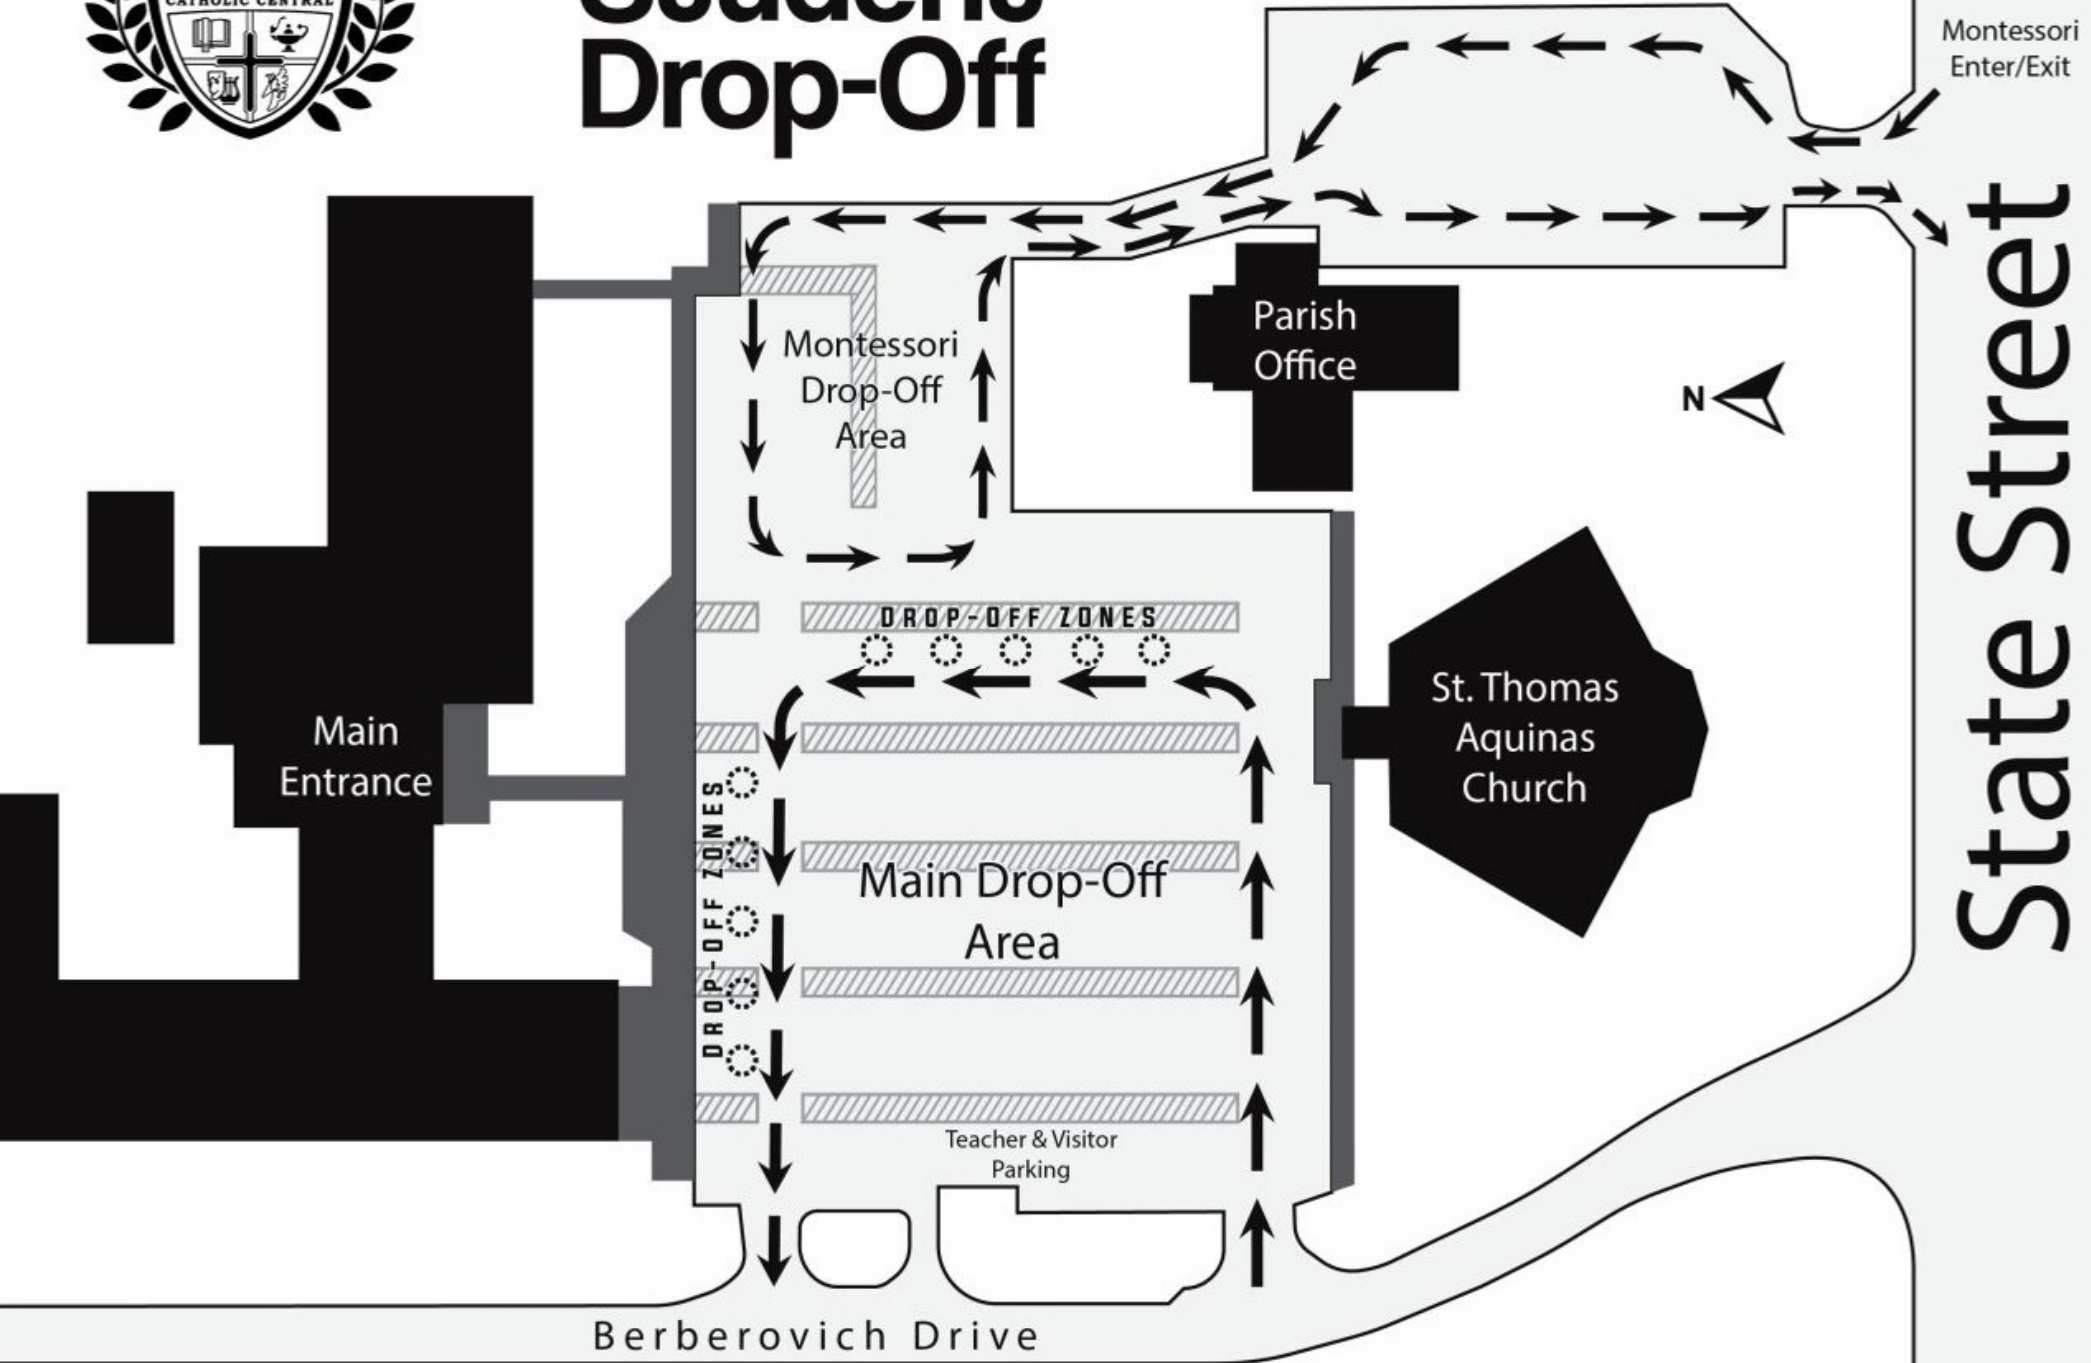 CATHOLIC CENTRAL
Drop-Off
Montessori
Enter/Exit
State Street
Parish
Office
N
Montessori
Drop-Off
Area
DROP-OFF ZONES
St. Thomas
Aquinas
Church
Main
Entrance
DROP-OFF ZONES
Main Drop-Off
Area
Teacher & Visitor
Parking
Berberovich Drive